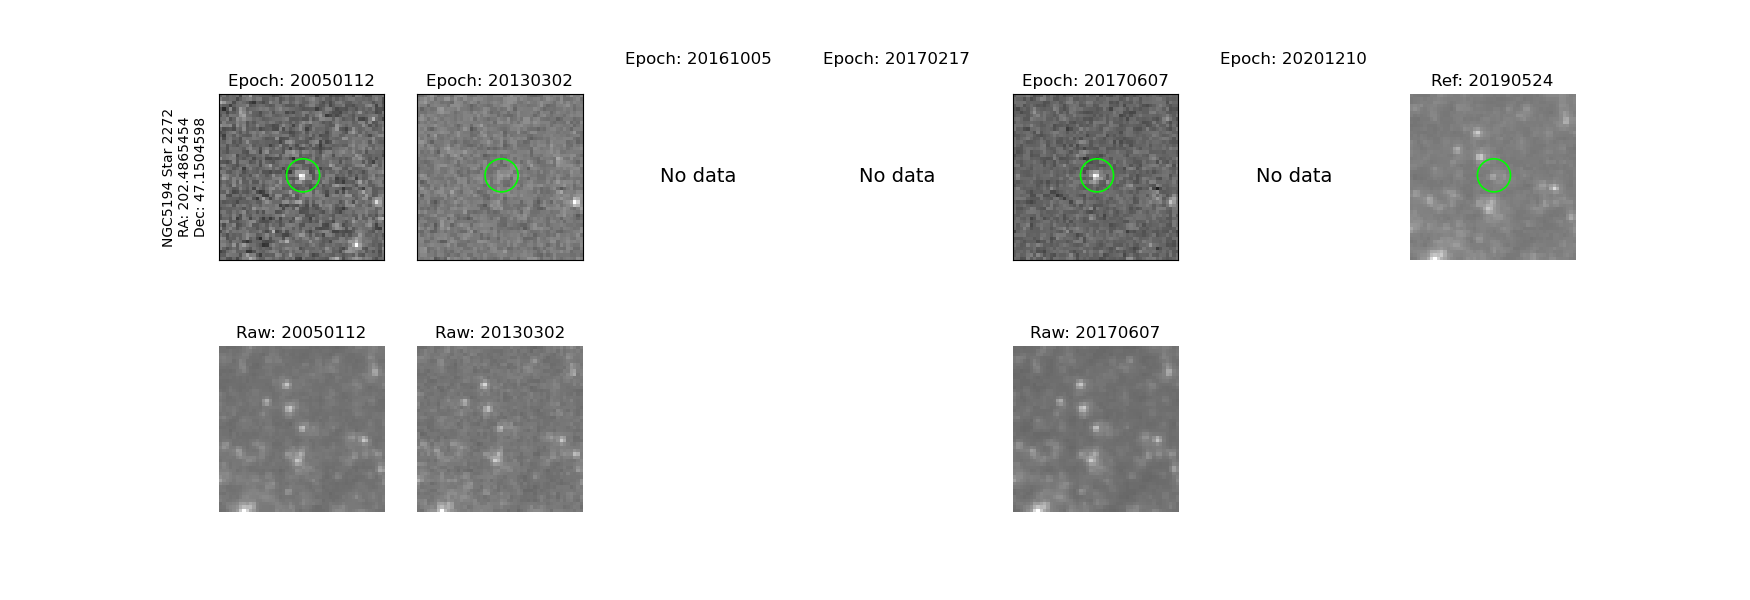 Epoch: 20050112
Epoch: 20130302
Epoch: 20161005
Epoch: 20170217
Epoch: 20170607
Epoch: 20201210
Ref: 20190524
NGC5194 Star 2272
RA: 202.4865454
Dec: 47.1504598
No data
No data
No data
Raw: 20050112
Raw: 20130302
Raw: 20170607